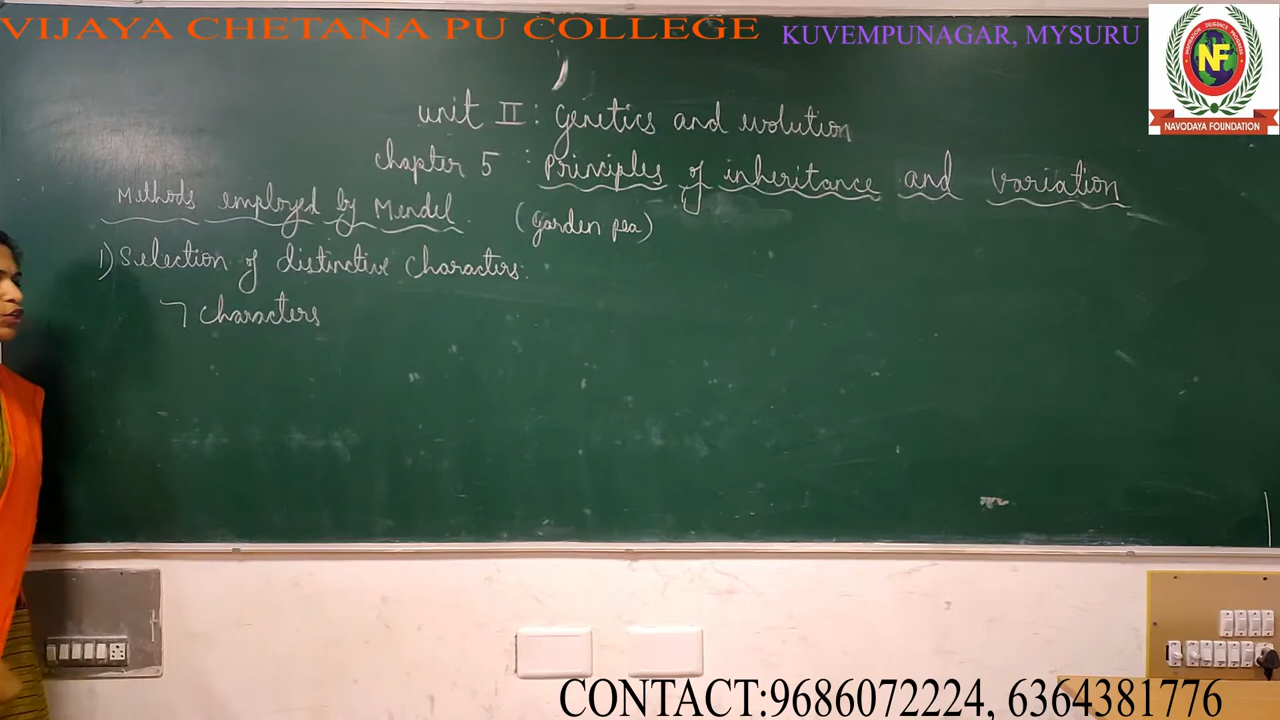 VIJAYA CHETANA PU COLLEGE KUVEMPUNAGAR, MYSURU
NF
NAVODAYA FOUNDATION
unit II: Genetics and evolution
chapter 5 : Principles of inheritance and variation
Methods employed by Mendel. (Garden pea)
1) Selection of distinctive characters:
7 characters
CONTACT:9686072224, 6364381776